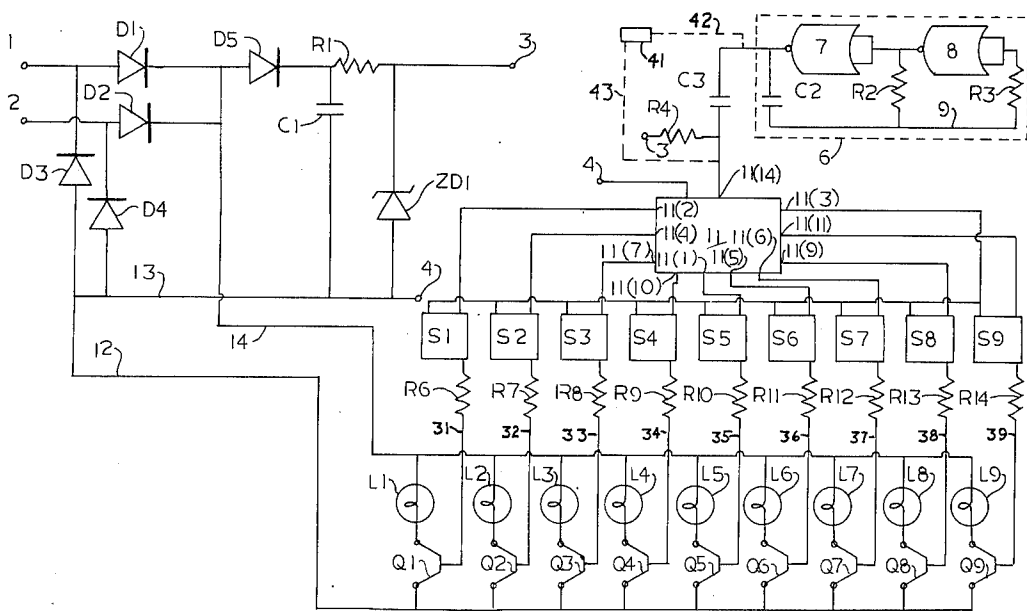 1 D1 D5 R1 3
2 D2
D3 D4 C1 ZD1
13 4
14
12
42
41
43
C3
R4
3
7 8
C2 R2 R3
9
6
4
11(14)
11(2) 11(3)
11(4) 11 11(6) 11(11)
11(7) 11(1) 11(5) 11(9)
11(10)
S1 S2 S3 S4 S5 S6 S7 S8 S9
R6 R7 R8 R9 R10 R11 R12 R13 R14
31 32 33 34 35 36 37 38 39
L1 L2 L3 L4 L5 L6 L7 L8 L9
Q1 Q2 Q3 Q4 Q5 Q6 Q7 Q8 Q9